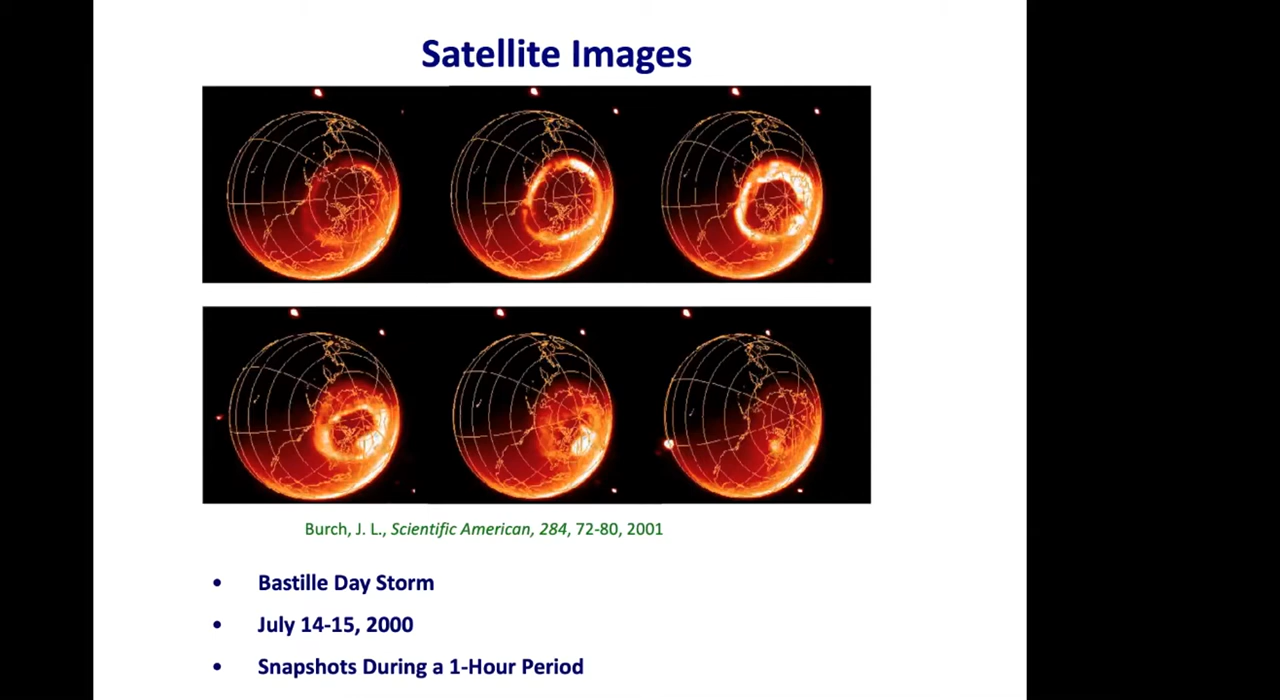 Satellite Images
Burch, J. L., Scientific American, 284, 72-80, 2001
• Bastille Day Storm
• July 14-15, 2000
• Snapshots During a 1-Hour Period